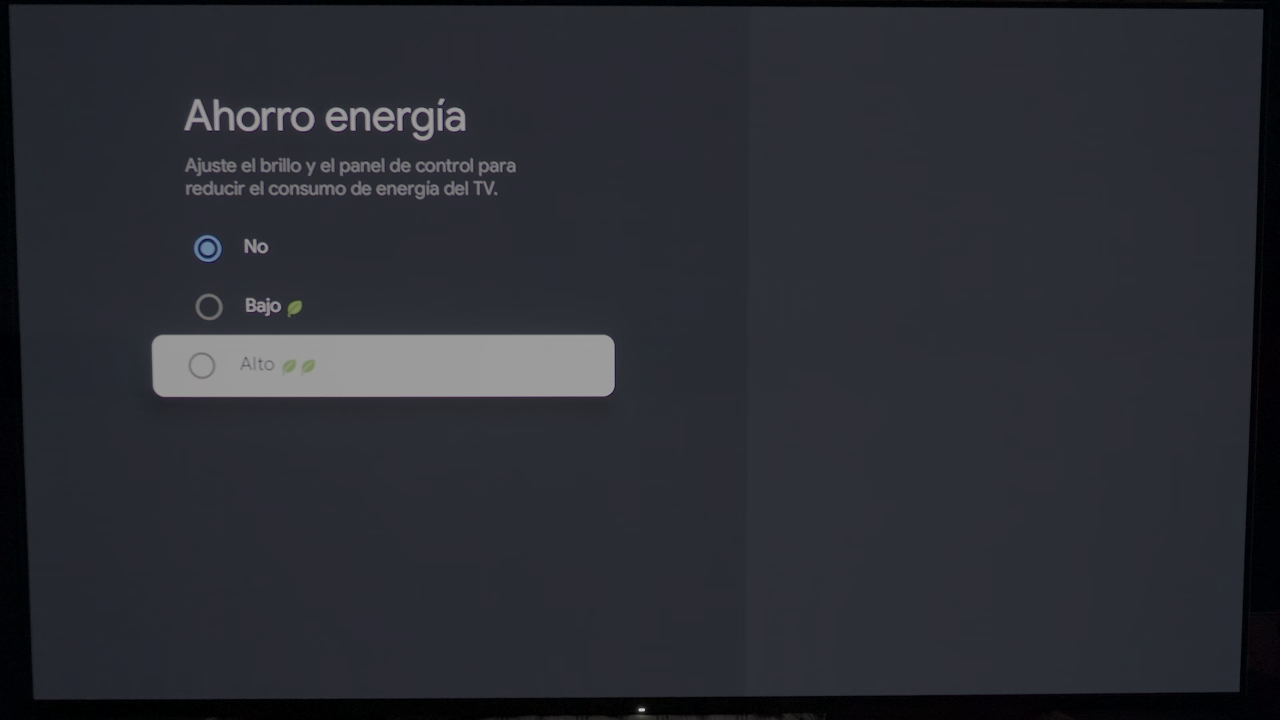 Ahorro energía
Ajuste el brillo y el panel de control para
reducir el consumo de energía del TV.
No
Bajo
Alto